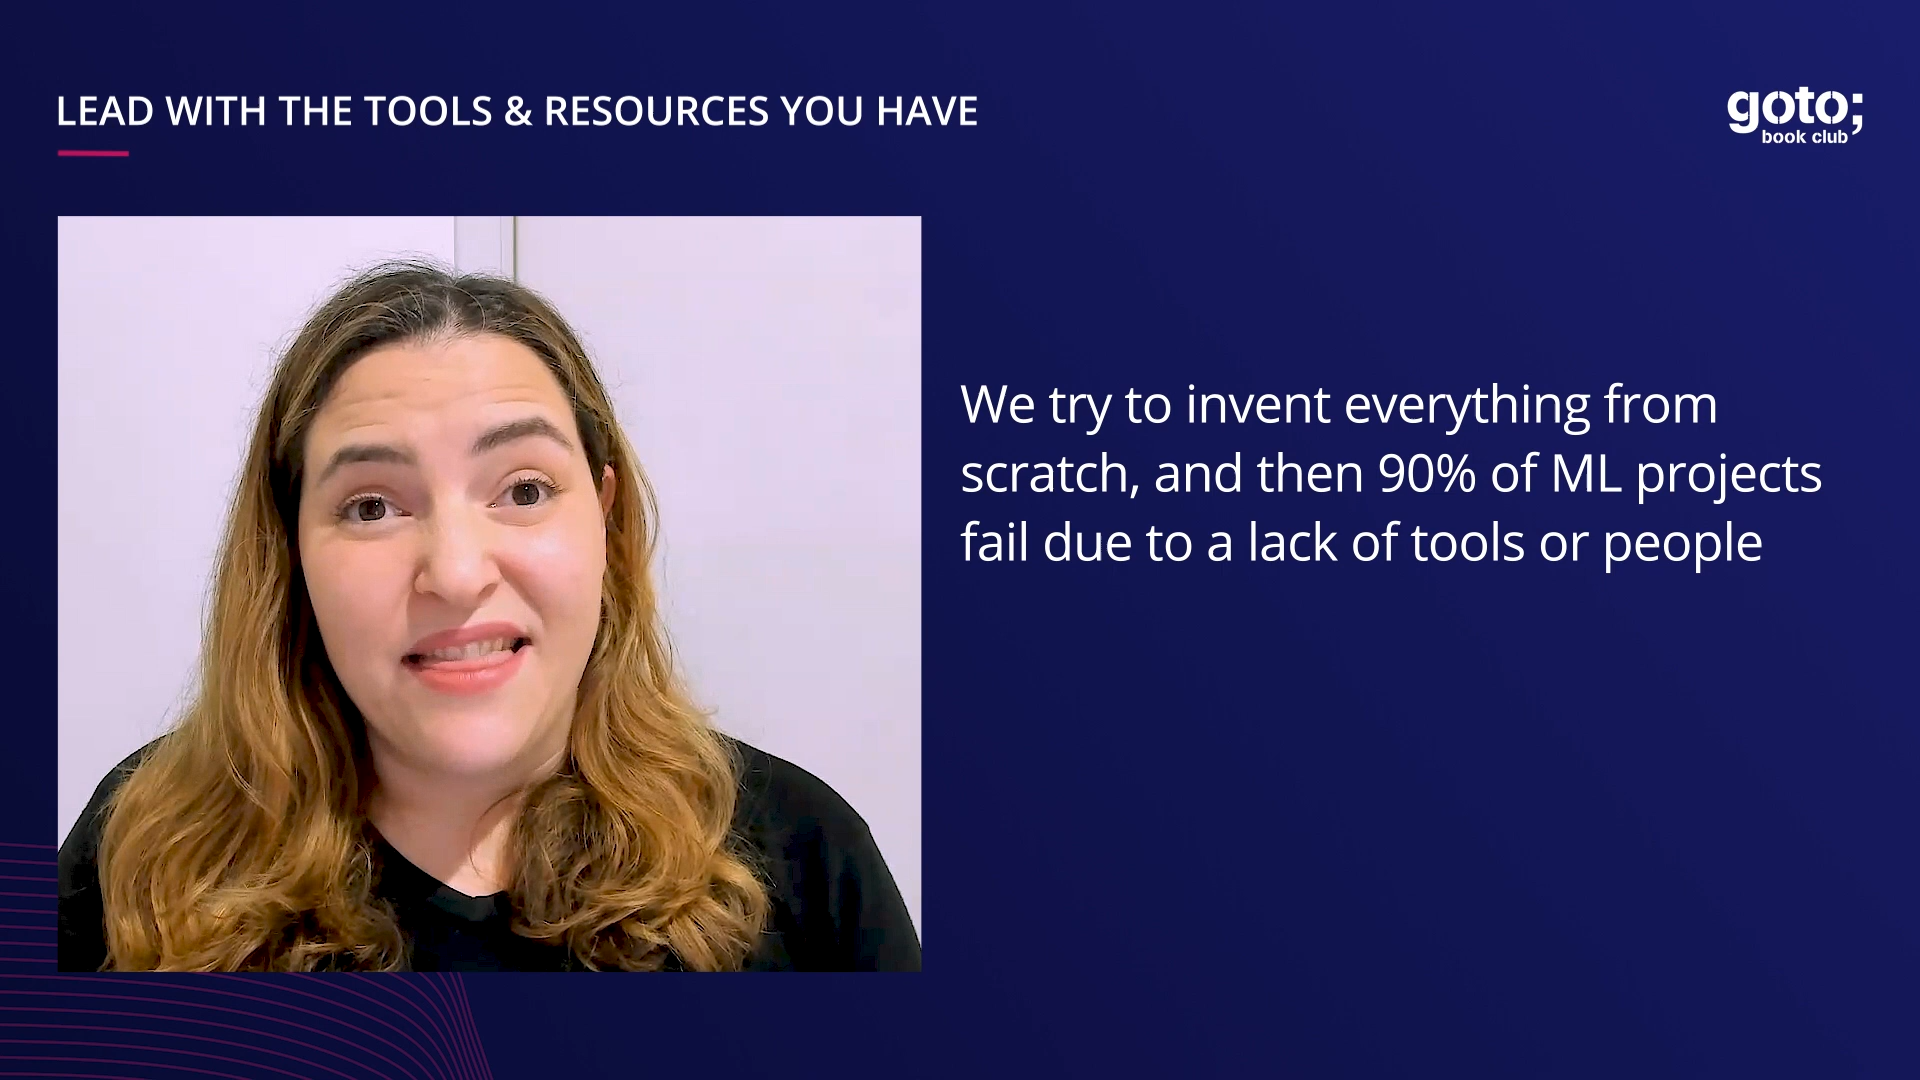 LEAD WITH THE TOOLS & RESOURCES YOU HAVE
goto;
book club
We try to invent everything from
scratch, and then 90% of ML projects
fail due to a lack of tools or people